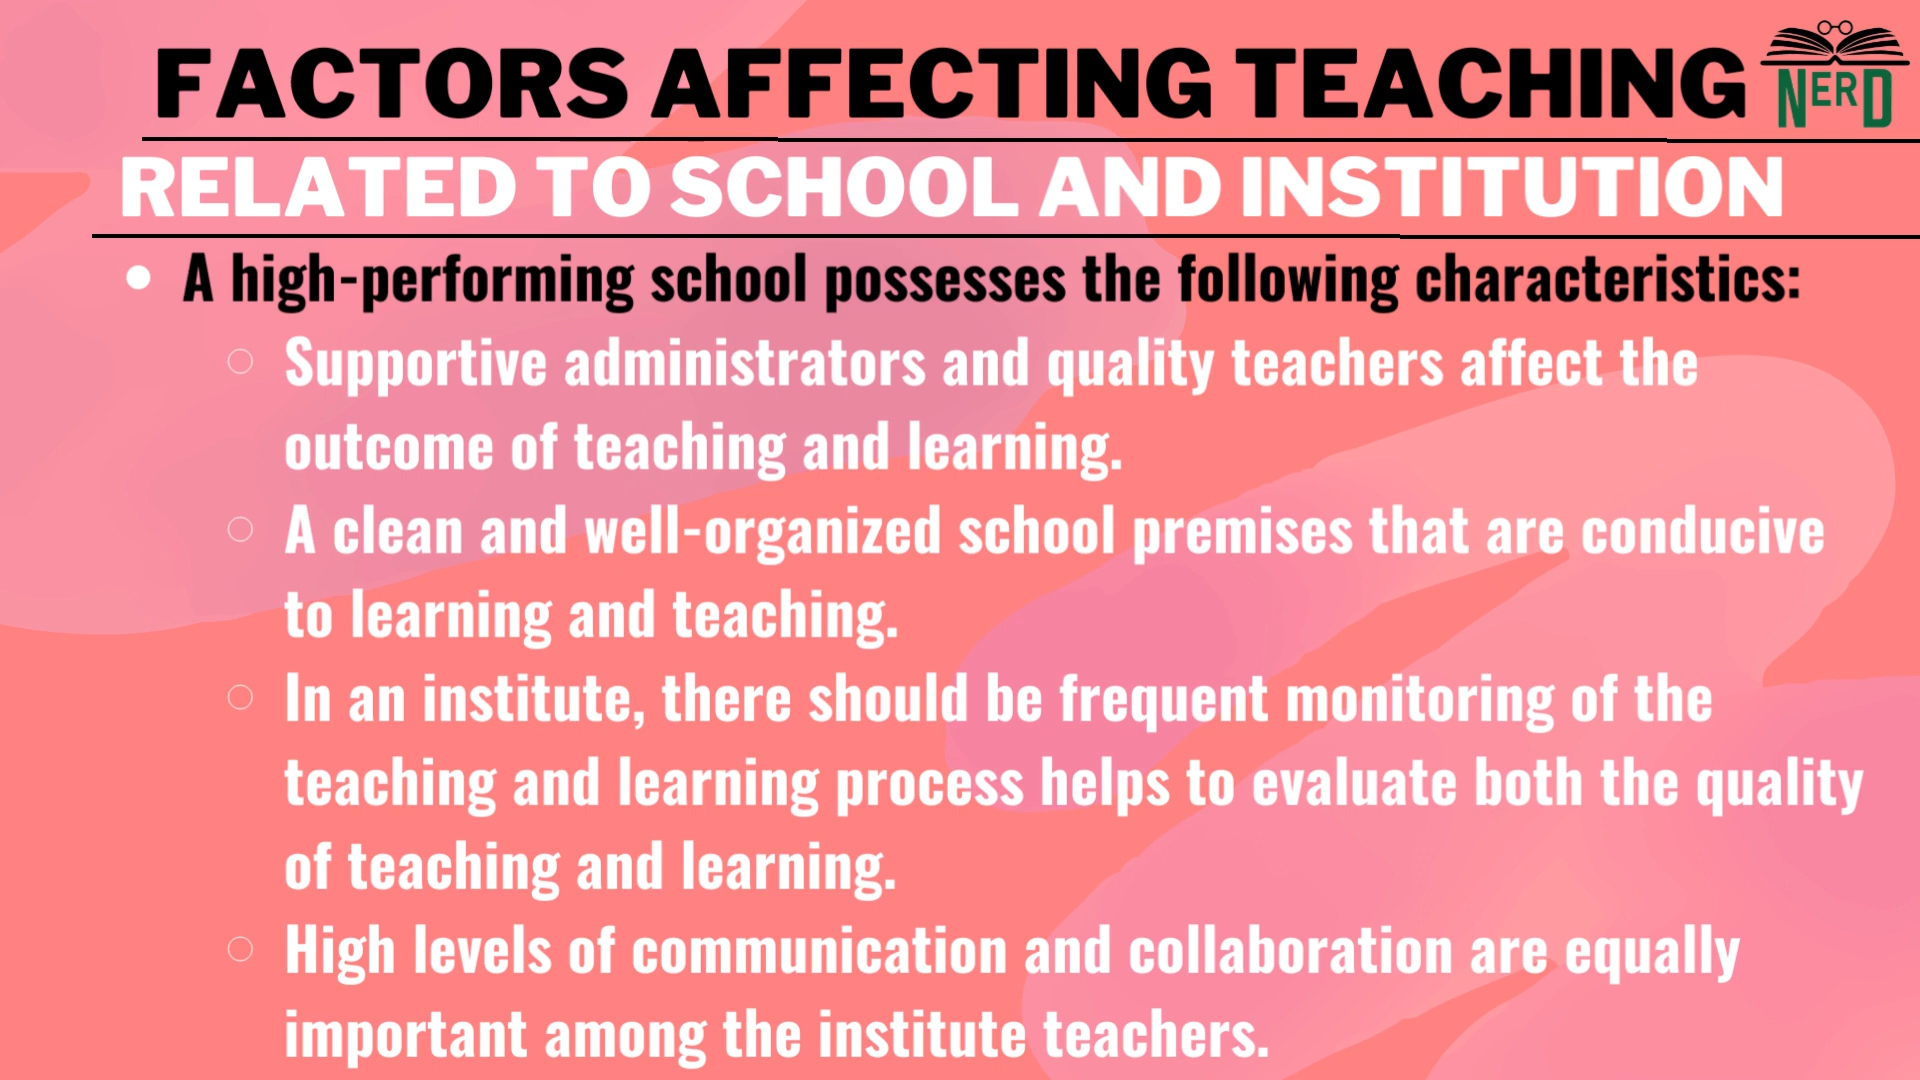 FACTORS AFFECTING TEACHING
NERD
RELATED TO SCHOOL AND INSTITUTION
• A high-performing school possesses the following characteristics:
○ Supportive administrators and quality teachers affect the
outcome of teaching and learning.
○ A clean and well-organized school premises that are conducive
to learning and teaching.
○ In an institute, there should be frequent monitoring of the
teaching and learning process helps to evaluate both the quality
of teaching and learning.
○ High levels of communication and collaboration are equally
important among the institute teachers.